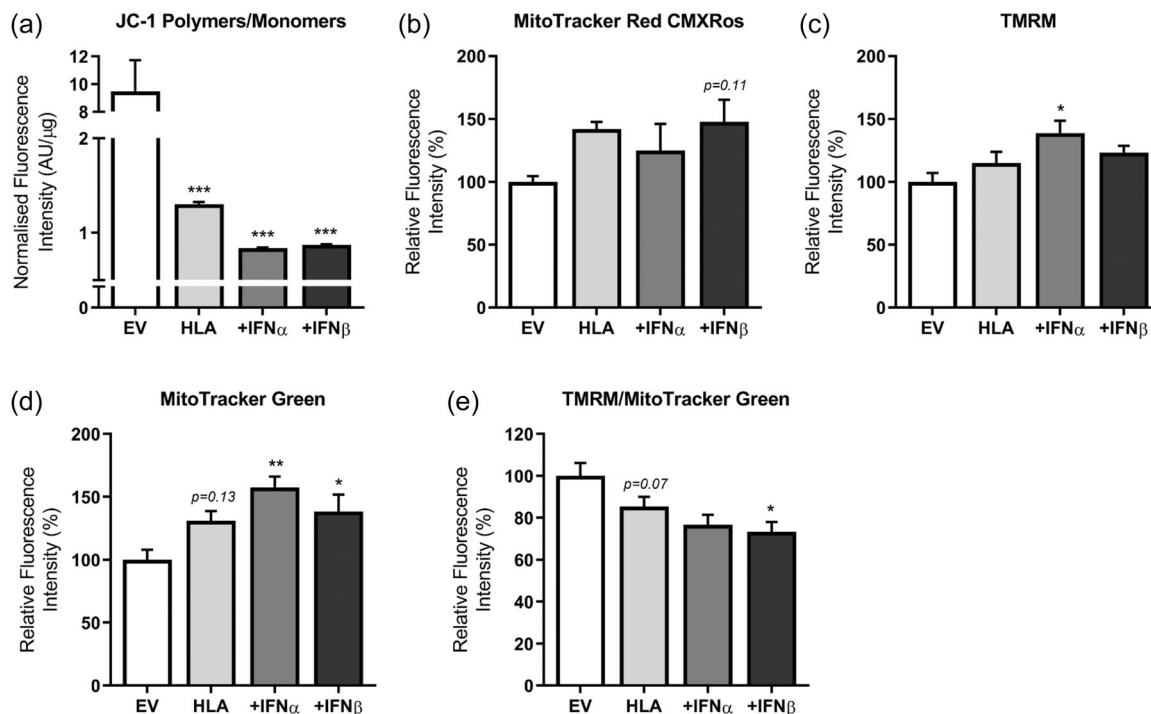 (a)
JC-1 Polymers/Monomers
Normalised Fluorescence
Intensity (AU/μg)
12
10
8
2
1
0
***
***
***
EV HLA +IFNα +IFNβ
(b)
MitoTracker Red CMXRos
Relative Fluorescence
Intensity (%)
200
150
100
50
0
p=0.11
EV HLA +IFNα +IFNβ
(c)
TMRM
Relative Fluorescence
Intensity (%)
200
150
100
50
0
*
EV HLA +IFNα +IFNβ
(d)
MitoTracker Green
Relative Fluorescence
Intensity (%)
200
150
100
50
0
p=0.13
**
*
EV HLA +IFNα +IFNβ
(e)
TMRM/MitoTracker Green
Relative Fluorescence
Intensity (%)
120
100
80
60
40
20
0
p=0.07
*
EV HLA +IFNα +IFNβ